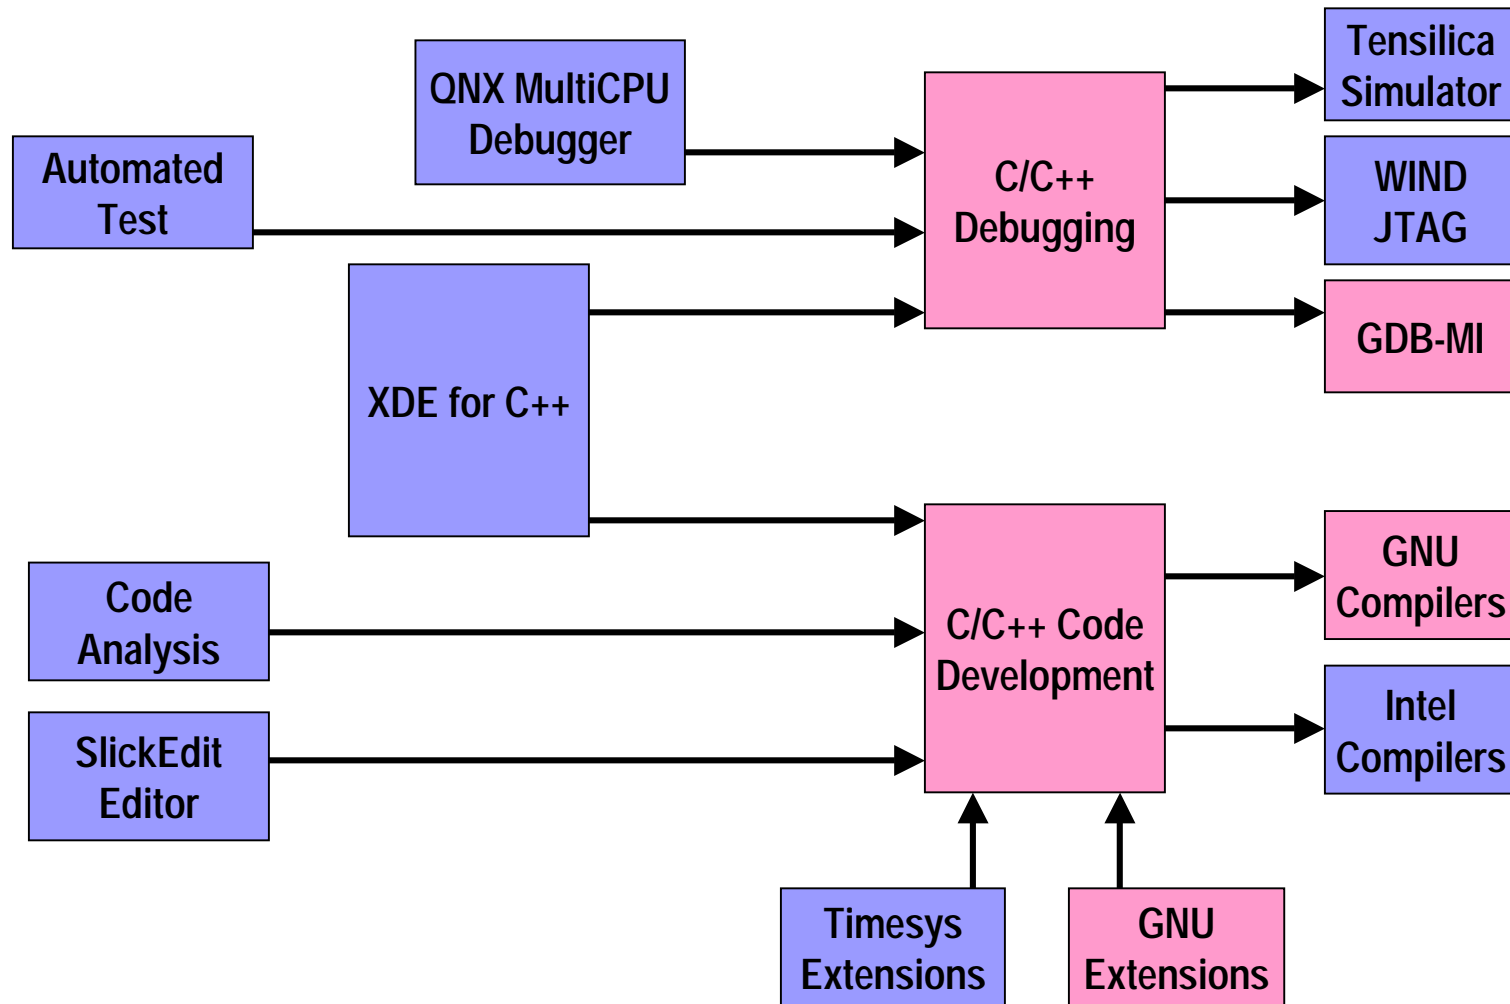 Tensilica
Simulator
QNX MultiCPU
Debugger
Automated
Test
C/C++
Debugging
WIND
JTAG
GDB-MI
XDE for C++
Code
Analysis
C/C++ Code
Development
GNU
Compilers
SlickEdit
Editor
Intel
Compilers
Timesys
Extensions
GNU
Extensions